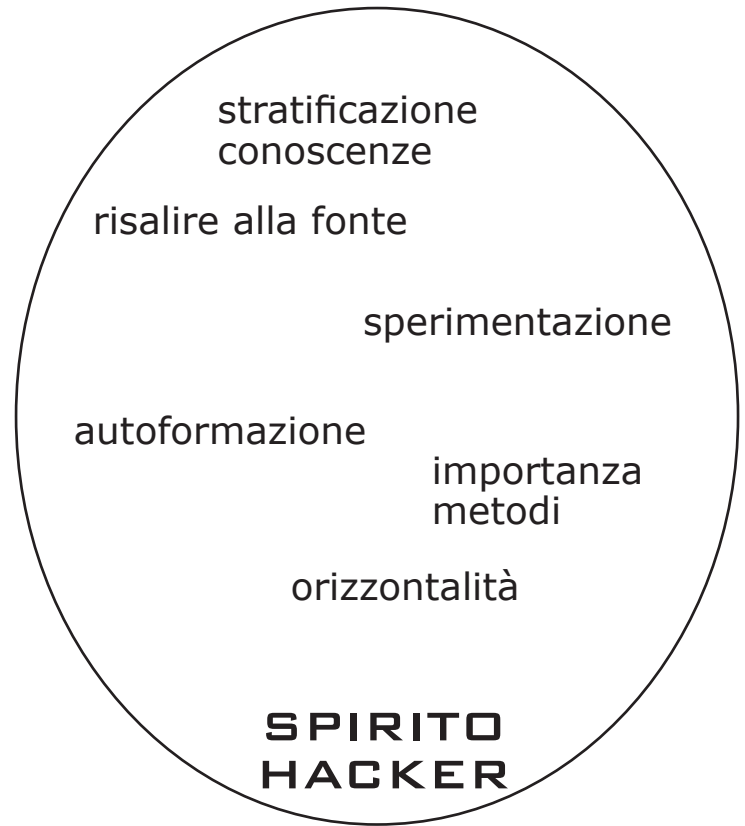 stratificazione
conoscenze
risalire alla fonte
sperimentazione
autoformazione
importanza
metodi
orizzontalità
SPIRITO
HACKER